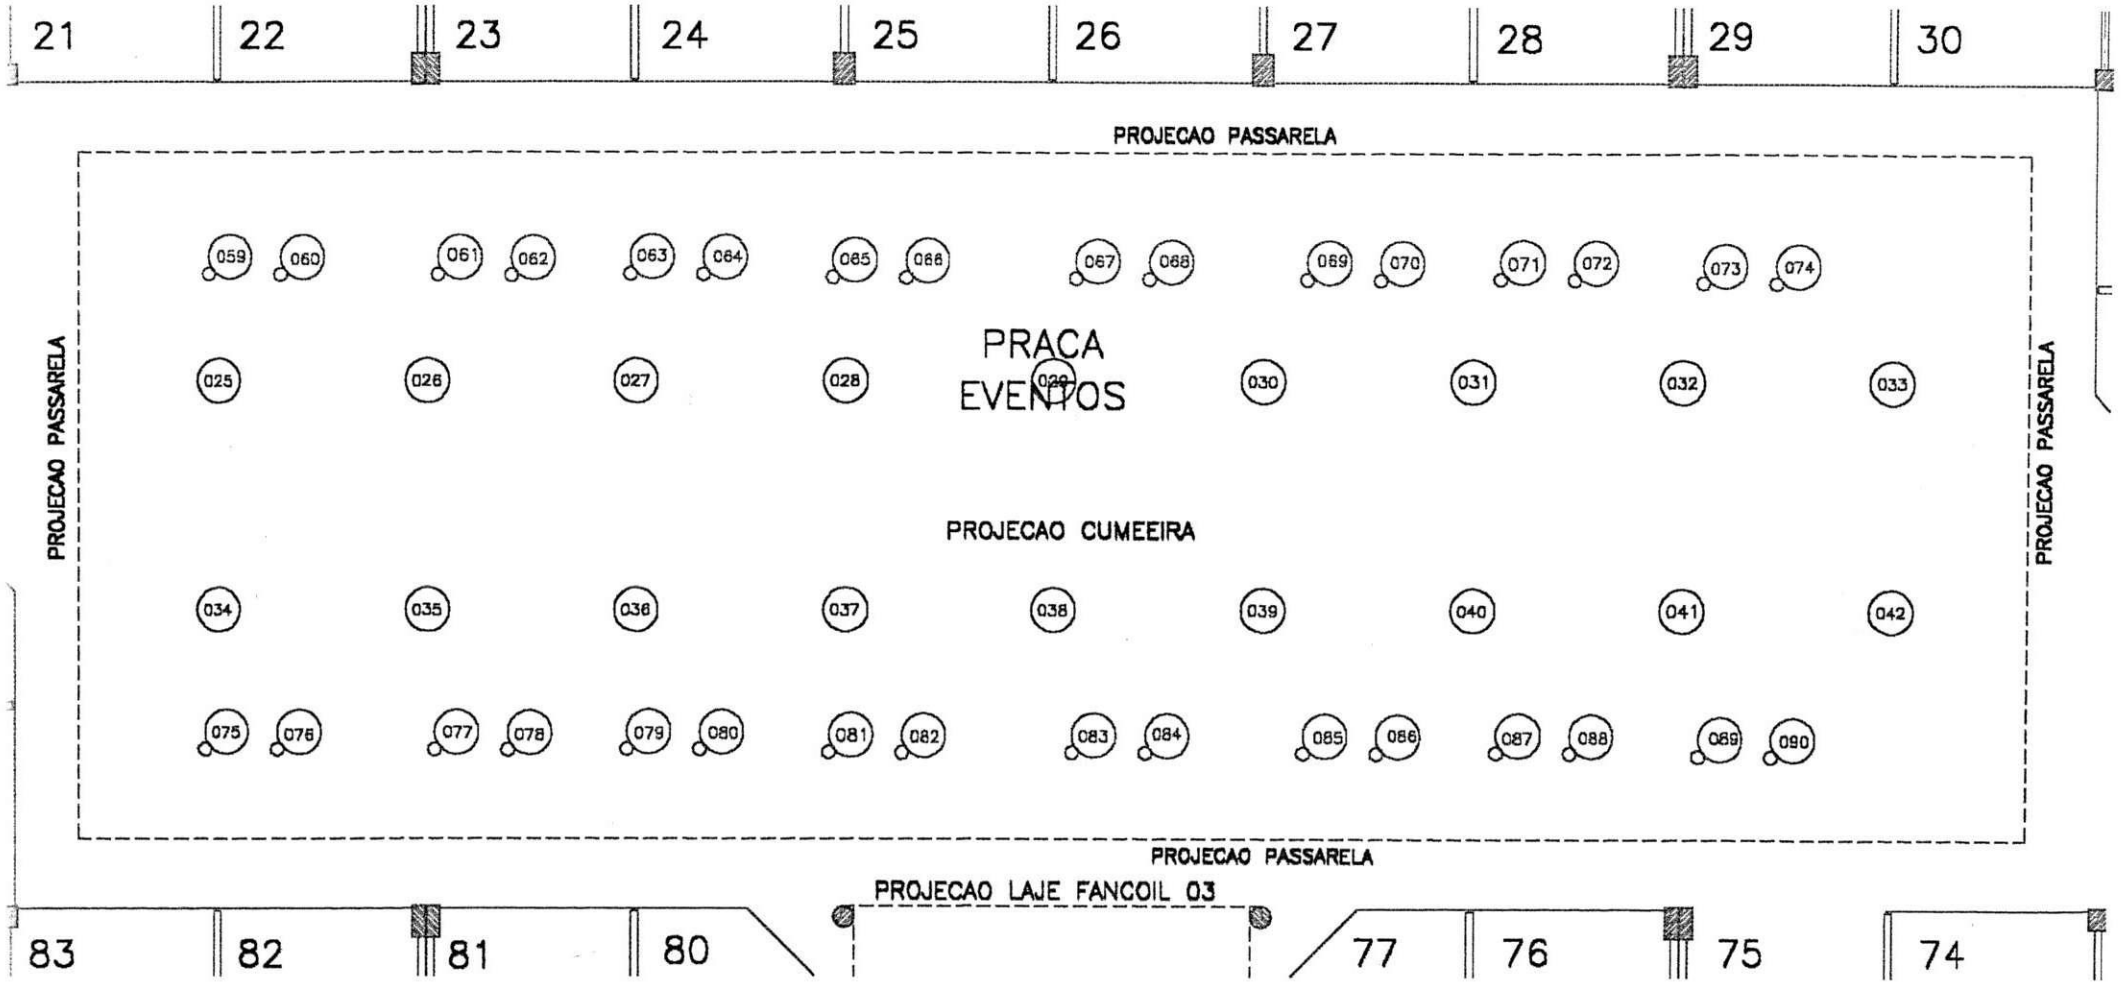 21 22 23 24 25 26 27 28 29 30
PROJECAO PASSARELA
059 060 061 062 063 064 065 066 067 068 069 070 071 072 073 074
PRACA
EVENTOS
025 026 027 028 029 030 031 032 033
PROJECAO PASSARELA
PROJECAO PASSARELA
PROJECAO CUMEEIRA
034 035 036 037 038 039 040 041 042
075 076 077 078 079 080 081 082 083 084 085 086 087 088 089 090
PROJECAO PASSARELA
PROJECAO LAJE FANCOIL 03
83 82 81 80 77 76 75 74